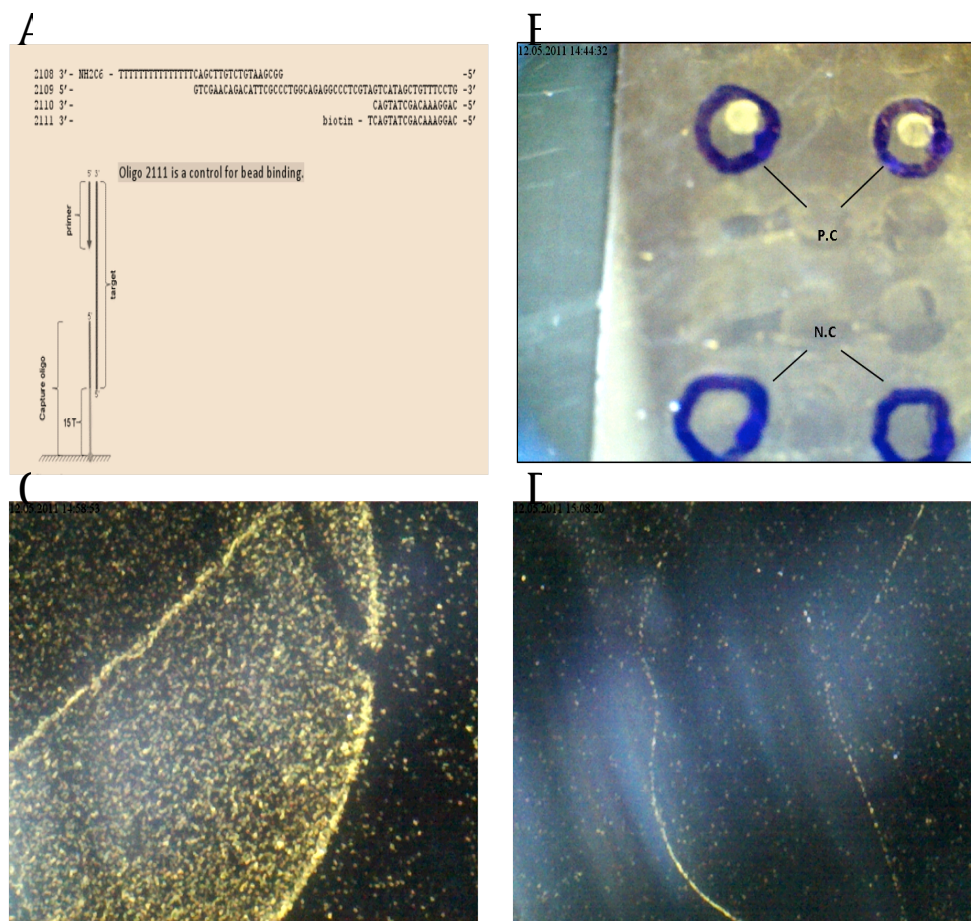 2108 3'- NH2C6 - TTTTTTTTTTTTTTTCAGCTTGTCTGTAAGCGG -5'
2109 5'- GTCGAACAGACATTCGCCCTGGCAGAGGCCCTCGTAGTCATAGCTGTTTCCTG -3'
2110 3'- CAGTATCGACAAAGGAC -5'
2111 3'- biotin - TCAGTATCGACAAAGGAC -5'
Oligo 2111 is a control for bead binding.
5' 3'
primer
target
5'
Capture oligo
15T
5'
12.05.2011 14:44:32
P.C
N.C
12.05.2011 14:58:53
12.05.2011 15:08:20